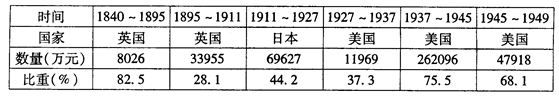 时间 1840～1895 1895～1911 1911～1927 1927～1937 1937～1945 1945～1949
国家 英国 英国 日本 美国 美国 美国
数量(万元) 8026 33955 69627 11969 262096 47918
比重(%) 82.5 28.1 44.2 37.3 75.5 68.1